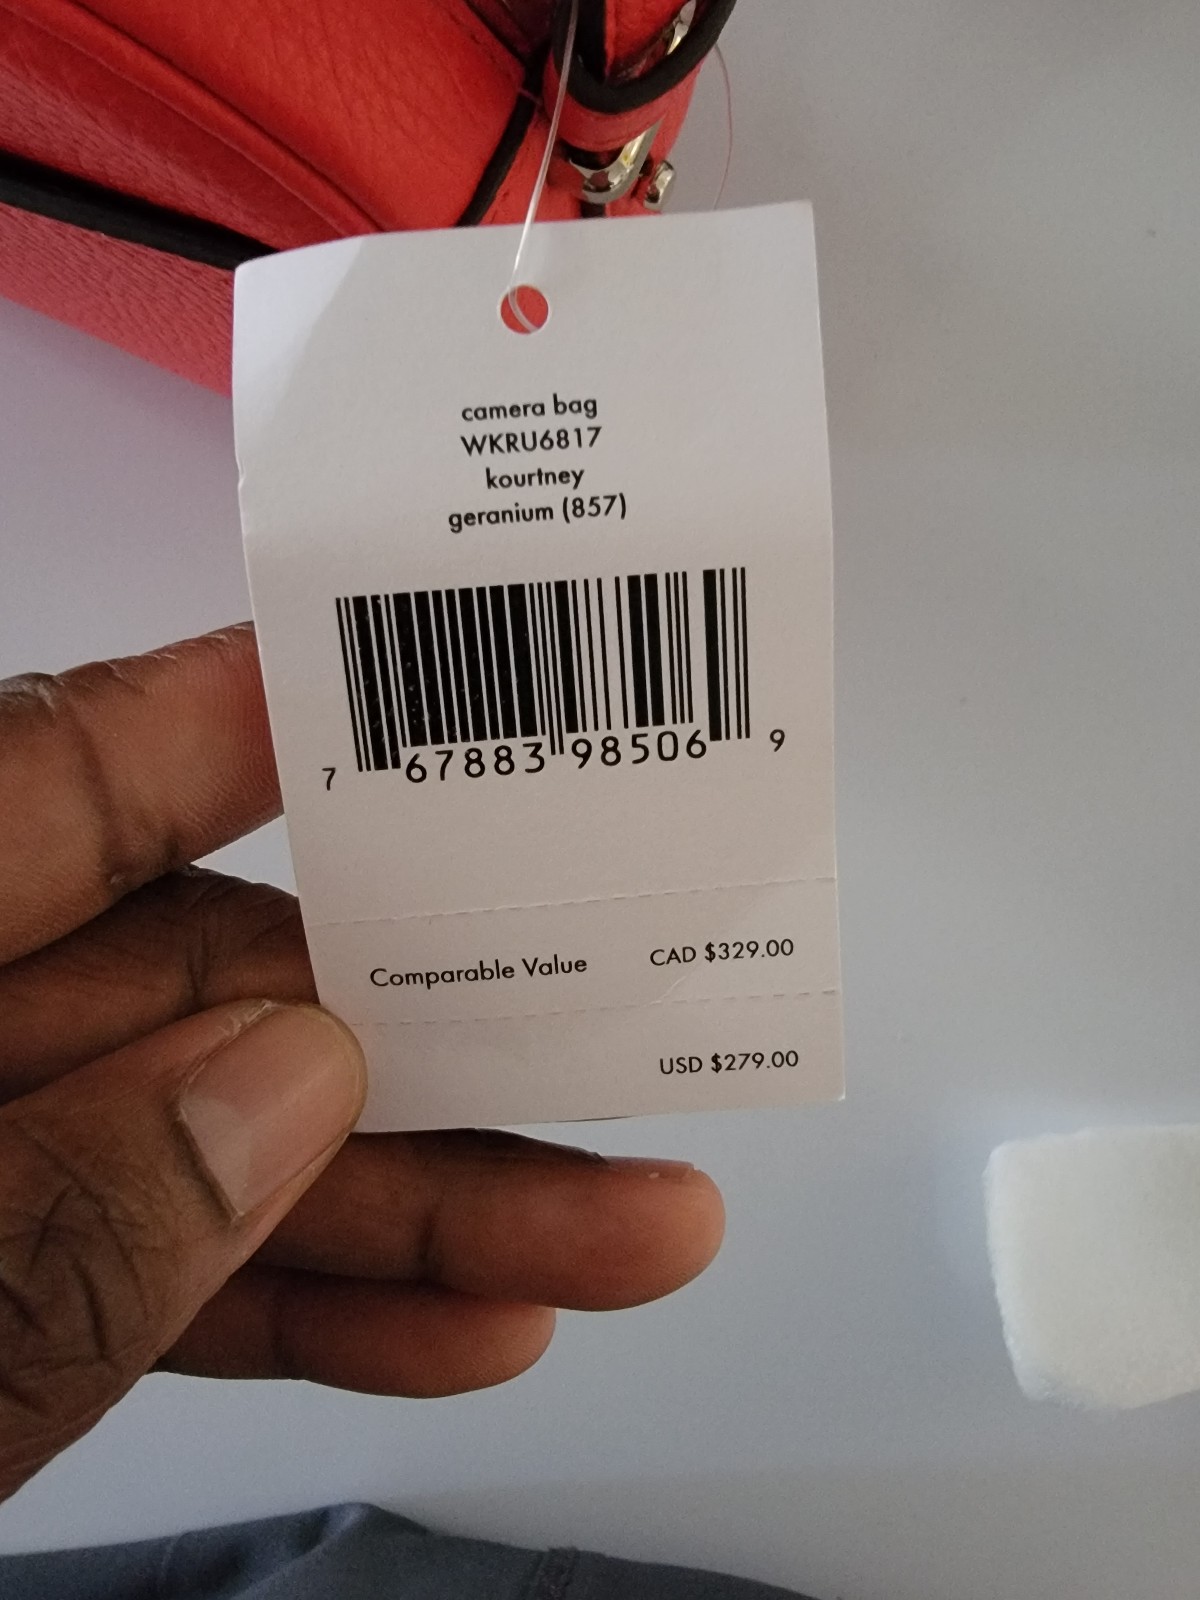 camera bag
WKRU6817
kourtney
geranium (857)
7 67883 98506 9
Comparable Value CAD $329.00
USD $279.00